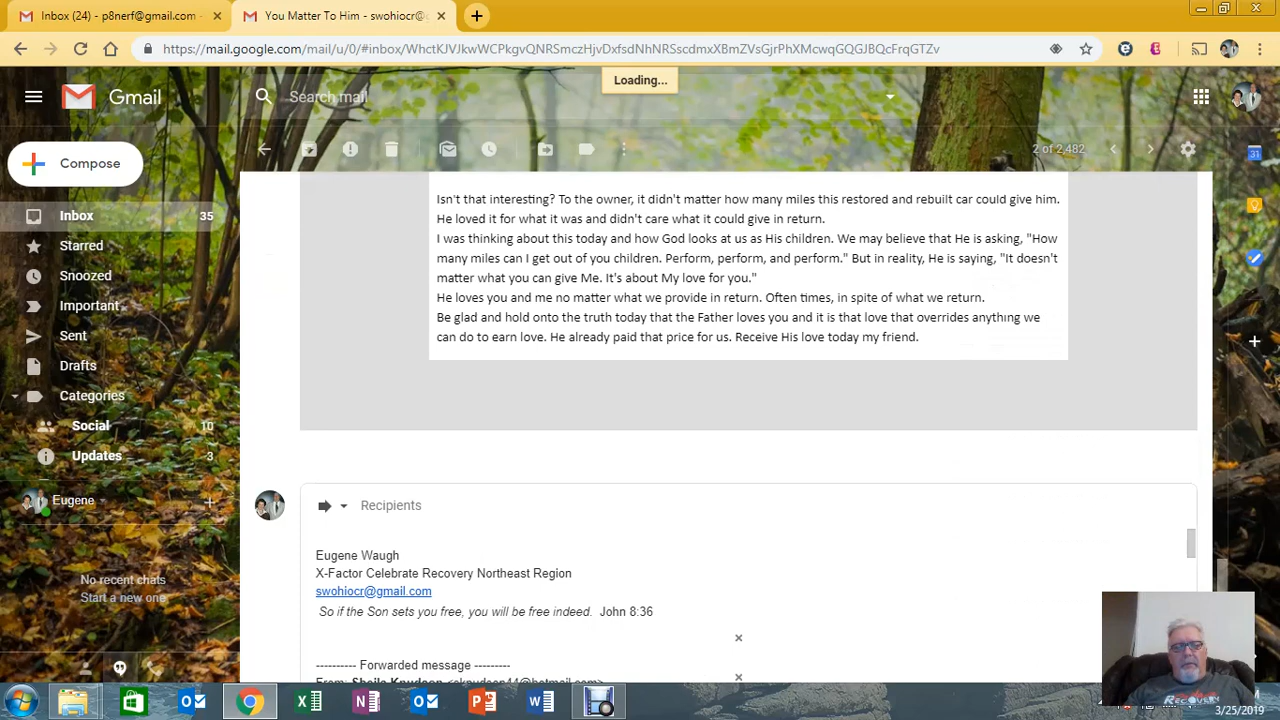 Inbox (24) - p8nerf@gmail.com
You Matter To Him - swohiocr@
https://mail.google.com/mail/u/0/#inbox/WhctKJVJkwWCPkgvQNRSmczHjvDxfsdNhNRSscdmxXBmZVsGjrPhXMcwqGQGJBQcFrqGTZv
Loading...
Gmail
Search mail
Compose
2 of 2,482
31
Inbox 35
Starred
Snoozed
Important
Sent
Drafts
Categories
Social 10
Updates 3
Eugene
No recent chats
Start a new one
Isn't that interesting? To the owner, it didn't matter how many miles this restored and rebuilt car could give him.
He loved it for what it was and didn't care what it could give in return.
I was thinking about this today and how God looks at us as His children. We may believe that He is asking, "How
many miles can I get out of you children. Perform, perform, and perform." But in reality, He is saying, "It doesn't
matter what you can give Me. It's about My love for you."
He loves you and me no matter what we provide in return. Often times, in spite of what we return.
Be glad and hold onto the truth today that the Father loves you and it is that love that overrides anything we
can do to earn love. He already paid that price for us. Receive His love today my friend.
Recipients
Eugene Waugh
X-Factor Celebrate Recovery Northeast Region
swohiocr@gmail.com
So if the Son sets you free, you will be free indeed. John 8:36
---------- Forwarded message ---------
From: Sheila Knudson <sknudson44@hotmail.com>
3/25/2019